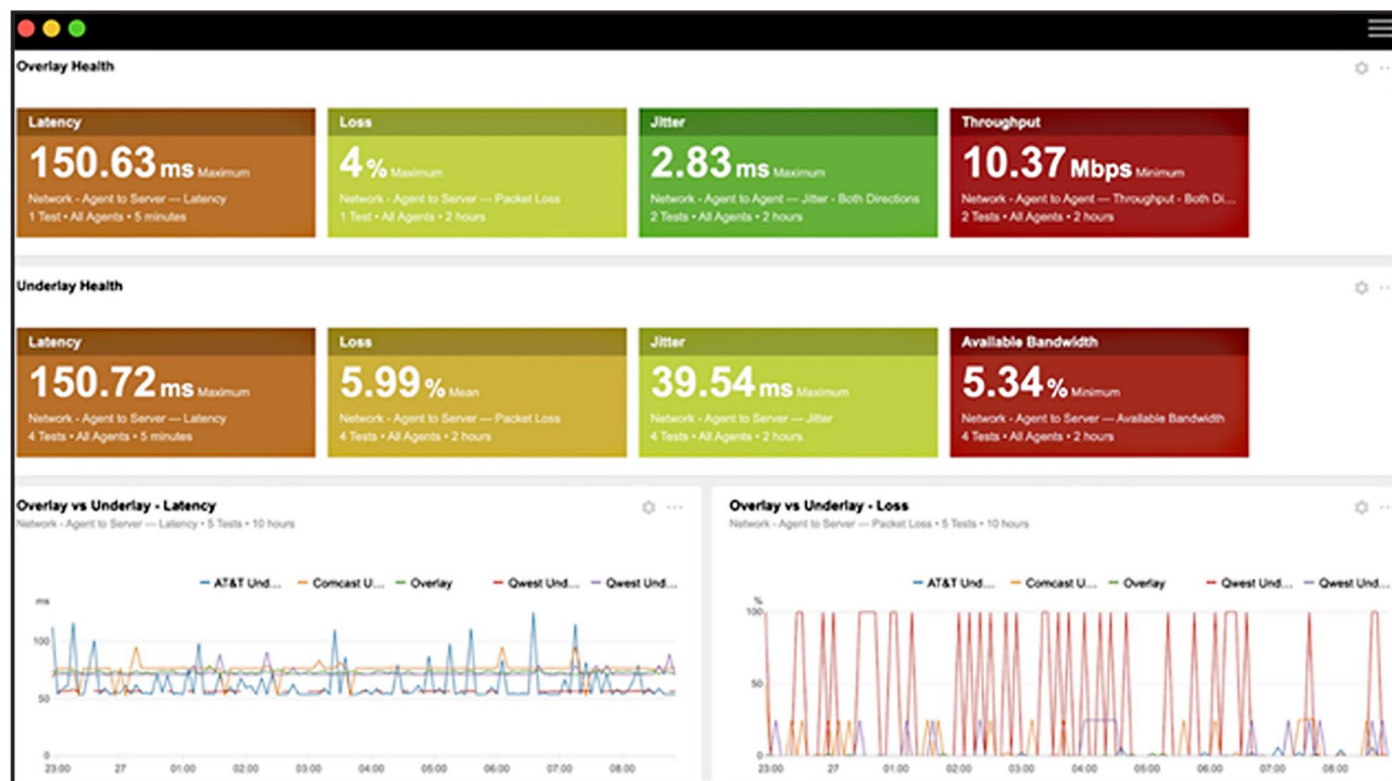 Overlay Health
Latency
150.63 ms Maximum
Network - Agent to Server — Latency
1 Test • All Agents • 5 minutes
Loss
4 % Maximum
Network - Agent to Server — Packet Loss
1 Test • All Agents • 2 hours
Jitter
2.83 ms Maximum
Network - Agent to Agent — Jitter - Both Directions
2 Tests • All Agents • 2 hours
Throughput
10.37 Mbps Minimum
Network - Agent to Agent — Throughput - Both Di...
2 Tests • All Agents • 2 hours
Underlay Health
Latency
150.72 ms Maximum
Network - Agent to Server — Latency
4 Tests • All Agents • 5 minutes
Loss
5.99 % Mean
Network - Agent to Server — Packet Loss
4 Tests • All Agents • 2 hours
Jitter
39.54 ms Maximum
Network - Agent to Server — Jitter
4 Tests • All Agents • 2 hours
Available Bandwidth
5.34 % Minimum
Network - Agent to Server — Available Bandwidth
4 Tests • All Agents • 2 hours
Overlay vs Underlay - Latency
Network - Agent to Server — Latency • 5 Tests • 10 hours
AT&T Und... Comcast U... Overlay Qwest Und... Qwest Und...
ms
100
50
0
23:00 27 01:00 02:00 03:00 04:00 05:00 06:00 07:00 08:00
Overlay vs Underlay - Loss
Network - Agent to Server — Packet Loss • 5 Tests • 10 hours
AT&T Und... Comcast U... Overlay Qwest Und... Qwest Und...
%
100
50
0
23:00 27 01:00 02:00 03:00 04:00 05:00 06:00 07:00 08:00